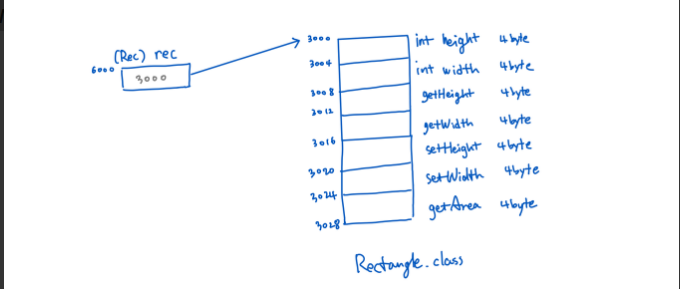 (Rec) rec
6000
3000
3000 int height 4byte
3004 int width 4byte
3008 getHeight 4byte
3012 getWidth 4byte
3016 setHeight 4byte
3020 setWidth 4byte
3024 getArea 4byte
3028
Rectangle.class